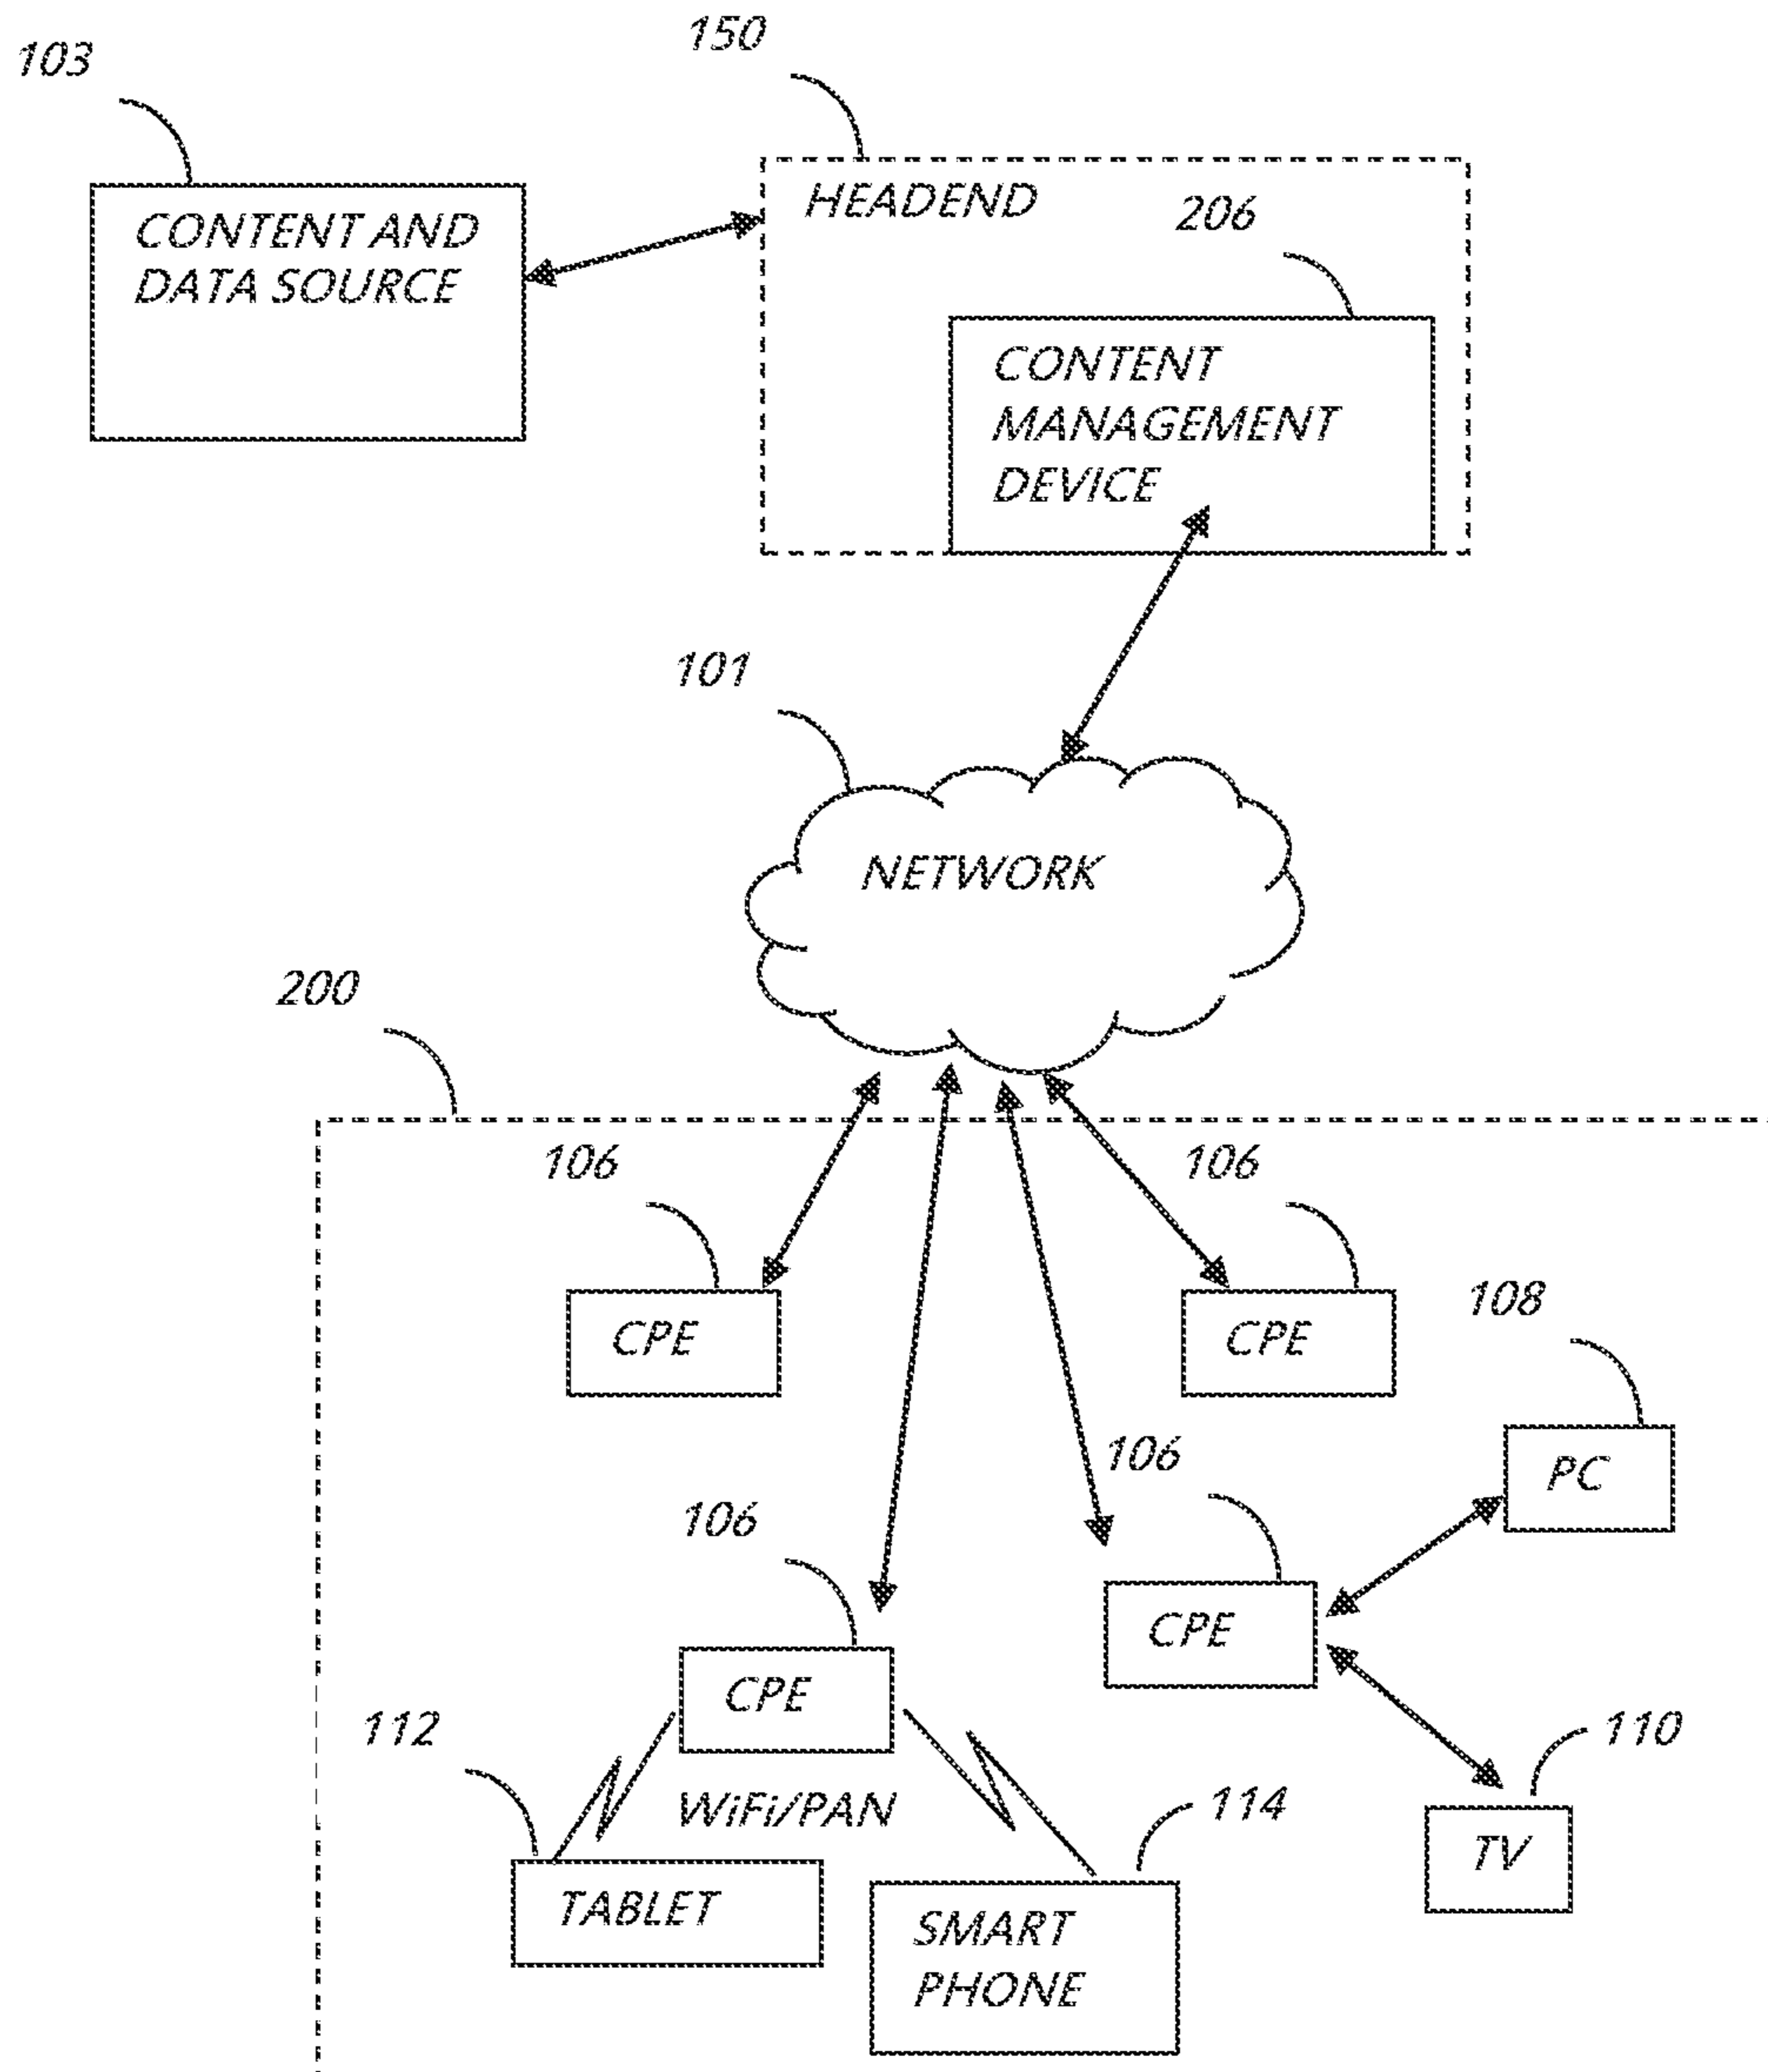 103
150
CONTENT AND
DATA SOURCE
HEADEND
206
CONTENT
MANAGEMENT
DEVICE
101
NETWORK
200
106
106
CPE
CPE
108
106
PC
106
CPE
CPE
112
110
WiFi/PAN
114
TV
TABLET
SMART
PHONE